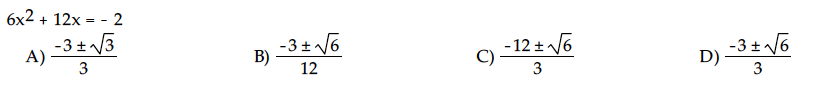 6x² + 12x = - 2
A) (-3 ± √3)/3 B) (-3 ± √6)/12 C) (-12 ± √6)/3 D) (-3 ± √6)/3